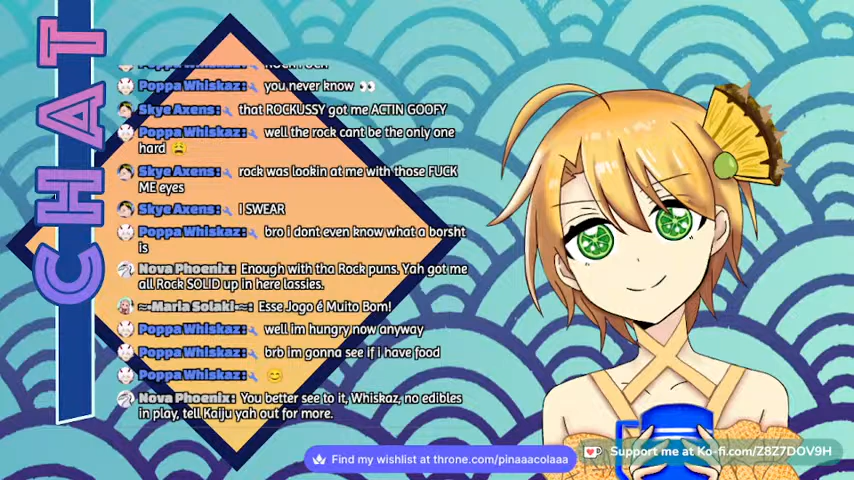 CHAT
Poppa Whiskaz:
Poppa Whiskaz: you never know 👀
Skye Axens: that ROCKUSSY got me ACTIN GOOFY
Poppa Whiskaz: well the rock cant be the only one
hard 😩
Skye Axens: rock was lookin at me with those FUCK
ME eyes
Skye Axens: I SWEAR
Poppa Whiskaz: bro i dont even know what a borsht
is
Nova Phoenix: Enough with tha Rock puns. Yah got me
all Rock SOLID up in here lassies.
≈-Maria Solaki-≈: Esse Jogo é Muito Bom!
Poppa Whiskaz: well im hungry now anyway
Poppa Whiskaz: brb im gonna see if i have food
Poppa Whiskaz: 😊
Nova Phoenix: You better see to it, Whiskaz, no edibles
in play, tell Kaiju yah out for more.
Find my wishlist at throne.com/pinaaacolaaa
Support me at Ko-fi.com/Z8Z7DOV9H